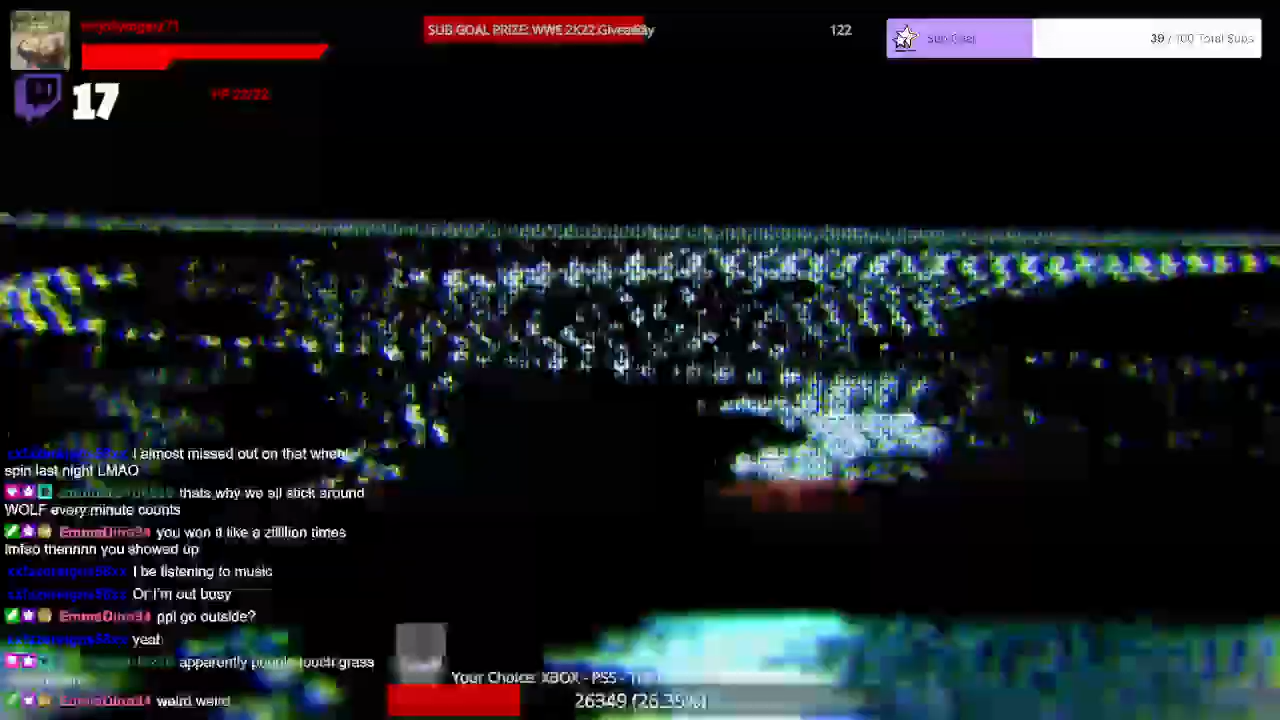 SUB GOAL PRIZE: WWE 2K22 Giveaway
122
Sub Goal
39 / 100 Total Subs
17
HP 22/22
I almost missed out on that wheel
spin last night LMAO
thats why we all stick around
WOLF every minute counts
EmmaDino34 you won it like a zillllion times
lmfao thennnn you showed up
I be listening to music
Or I'm out busy
EmmaDino34 ppl go outside?
yeah
apparently people touch grass
EmmaDino34 weird weird
Your Choice: XBOX - PS5 -
26349 (26.35%)